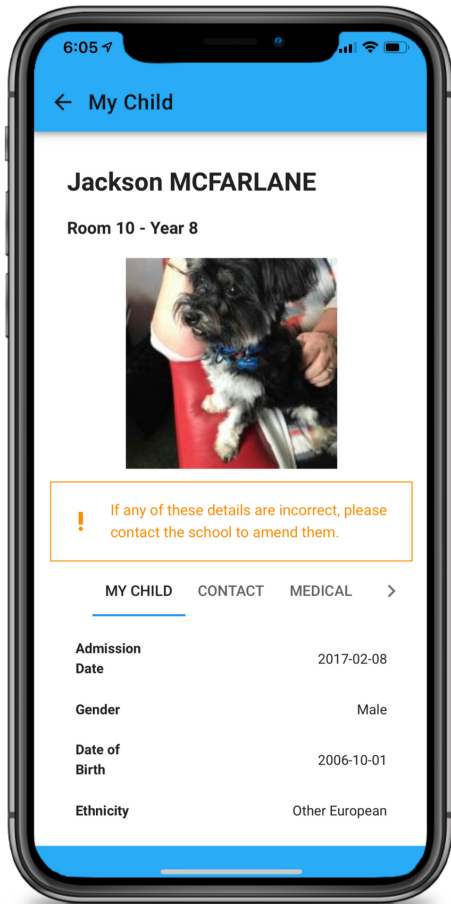 6:05
My Child
Jackson MCFARLANE
Room 10 - Year 8
If any of these details are incorrect, please
contact the school to amend them.
MY CHILD CONTACT MEDICAL
Admission
Date
2017-02-08
Gender Male
Date of
Birth
2006-10-01
Ethnicity Other European